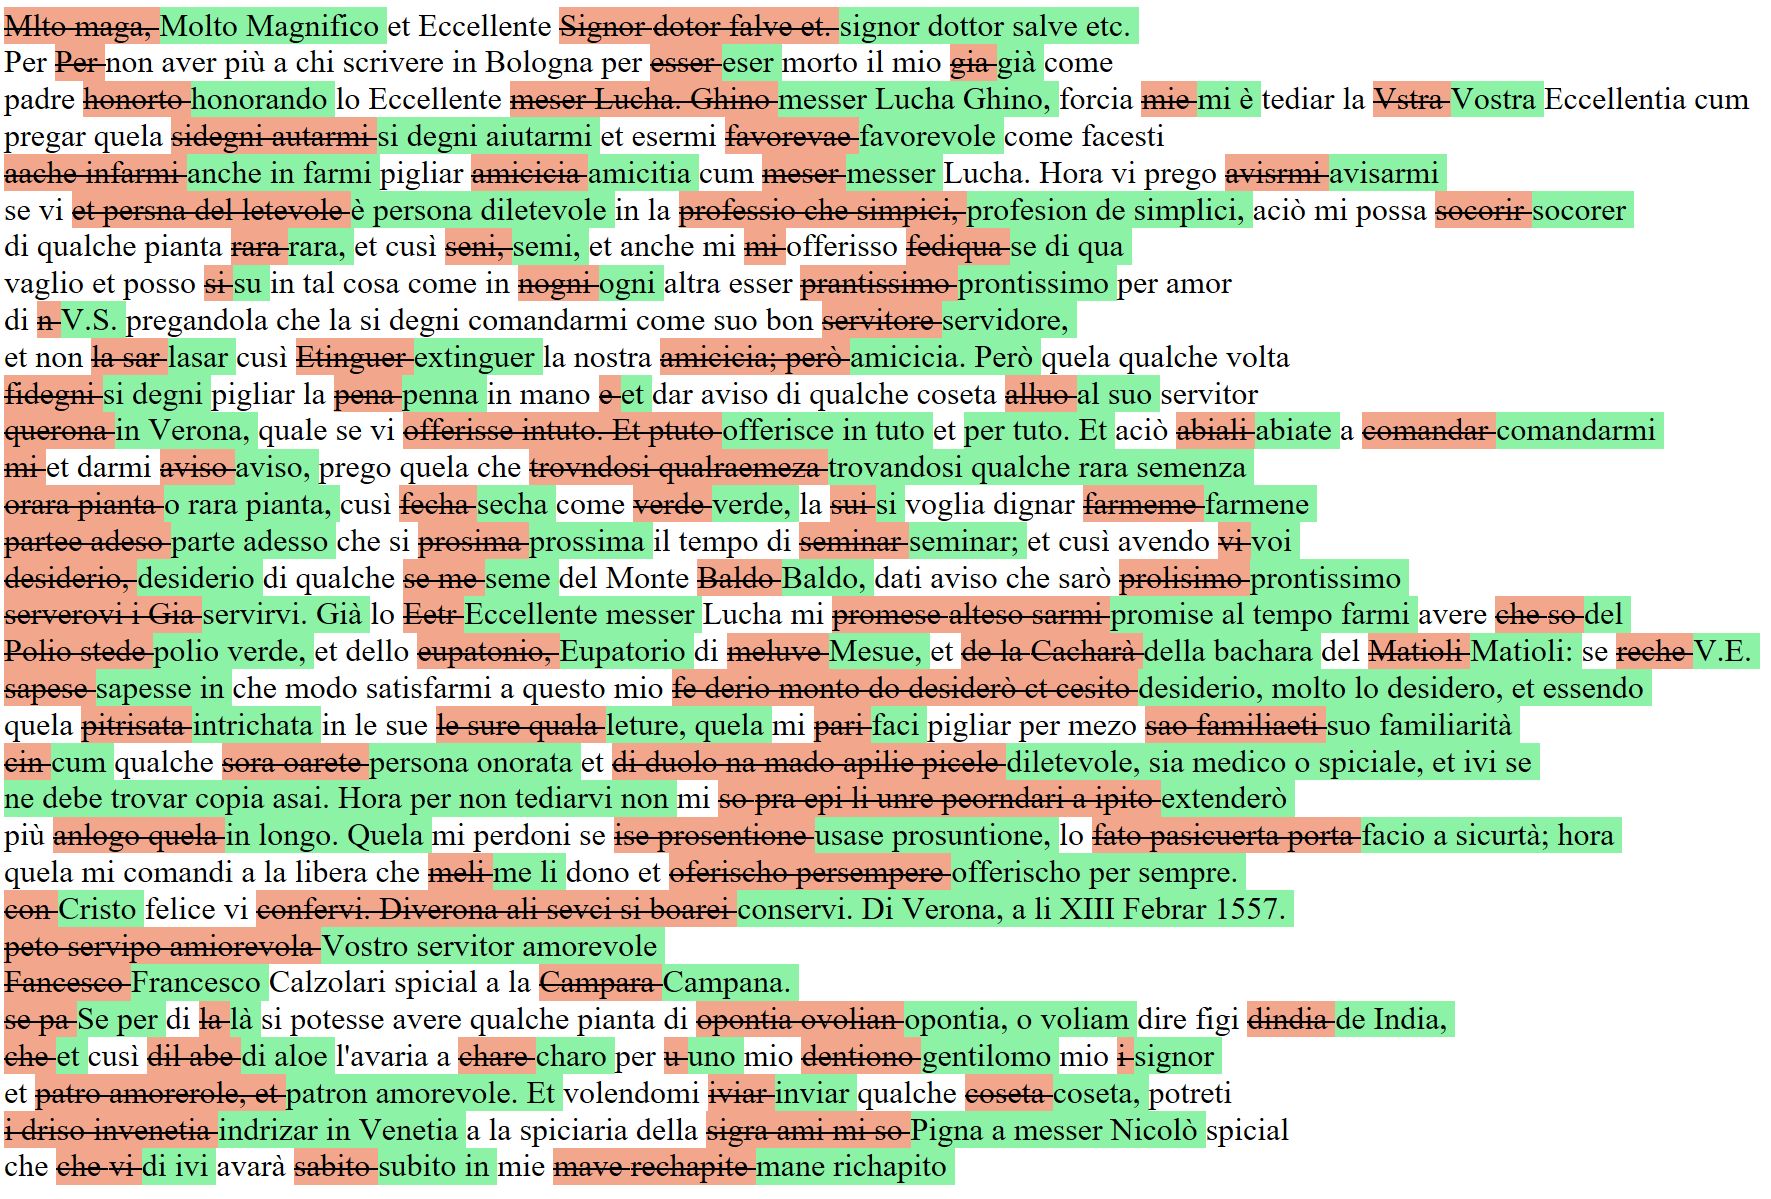 Mlto maga, Molto Magnifico et Eccellente Signor dotor falve et. signor dottor salve etc.
Per Per non aver più a chi scrivere in Bologna per esser eser morto il mio gia già come
padre honorto honorando lo Eccellente meser Lucha. Ghino messer Lucha Ghino, forcia mie mi è tediar la Vstra Vostra Eccellentia cum
pregar quela sidegni autarmi si degni aiutarmi et esermi favorevae favorevole come facesti
aache infarmi anche in farmi pigliar amicicia amicitia cum meser messer Lucha. Hora vi prego avisrmi avisarmi
se vi et persna del letevole è persona diletevole in la professio che simpici, profesion de simplici, aciò mi possa socorir socorer
di qualche pianta rara rara, et cusì seni, semi, et anche mi mi offerisso fediqua se di qua
vaglio et posso si su in tal cosa come in nogni ogni altra esser prantissimo prontissimo per amor
di n V.S. pregandola che la si degni comandarmi come suo bon servitore servidore,
et non la sar lasar cusì Etinguer extinguer la nostra amicicia; però amicicia. Però quela qualche volta
fidegni si degni pigliar la pena penna in mano e et dar aviso di qualche coseta alluo al suo servitor
querona in Verona, quale se vi offerisse intuto. Et ptuto offerisce in tuto et per tuto. Et aciò abiali abiate a comandar comandarmi
mi et darmi aviso aviso, prego quela che trovndosi qualraemeza trovandosi qualche rara semenza
orara pianta o rara pianta, cusì fecha secha come verde verde, la sui si voglia dignar farmeme farmene
partee adeso parte adesso che si prosima prossima il tempo di seminar seminar; et cusì avendo vi voi
desiderio, desiderio di qualche se me seme del Monte Baldo Baldo, dati aviso che sarò prolisimo prontissimo
serverovi i Gia servirvi. Già lo Eetr Eccellente messer Lucha mi promese alteso sarmi promise al tempo farmi avere che so del
Polio stede polio verde, et dello eupatonio, Eupatorio di meluve Mesue, et de la Cacharà della bachara del Matioli Matioli: se reche V.E.
sapese sapesse in che modo satisfarmi a questo mio fe derio monto do desiderò ct cesito desiderio, molto lo desidero, et essendo
quela pitrisata intrichata in le sue le sure quala leture, quela mi pari faci pigliar per mezo sao familiaeti suo familiarità
cin cum qualche sora oarete persona onorata et di duolo na mado apilie picele diletevole, sia medico o spiciale, et ivi se
ne debe trovar copia asai. Hora per non tediarvi non mi so pra epi li unre peorndari a ipito extenderò
più anlogo quela in longo. Quela mi perdoni se ise prosentione usase prosuntione, lo fato pasicuerta porta facio a sicurtà; hora
quela mi comandi a la libera che meli me li dono et oferischo persempere offerischo per sempre.
con Cristo felice vi confervi. Diverona ali sevci si boarei conservi. Di Verona, a li XIII Febrar 1557.
peto servipo amiorevola Vostro servitor amorevole
Fancesco Francesco Calzolari spicial a la Campara Campana.
se pa Se per di la là si potesse avere qualche pianta di opontia ovolian opontia, o voliam dire figi dindia de India,
che et cusì dil abe di aloe l'avaria a chare charo per u uno mio dentiono gentilomo mio i signor
et patro amorerole, et patron amorevole. Et volendomi iviar inviar qualche coseta coseta, potreti
i driso invenetia indrizar in Venetia a la spiciaria della sigra ami mi so Pigna a messer Nicolò spicial
che che vi di ivi avarà sabito subito in mie mave rechapite mane richapito